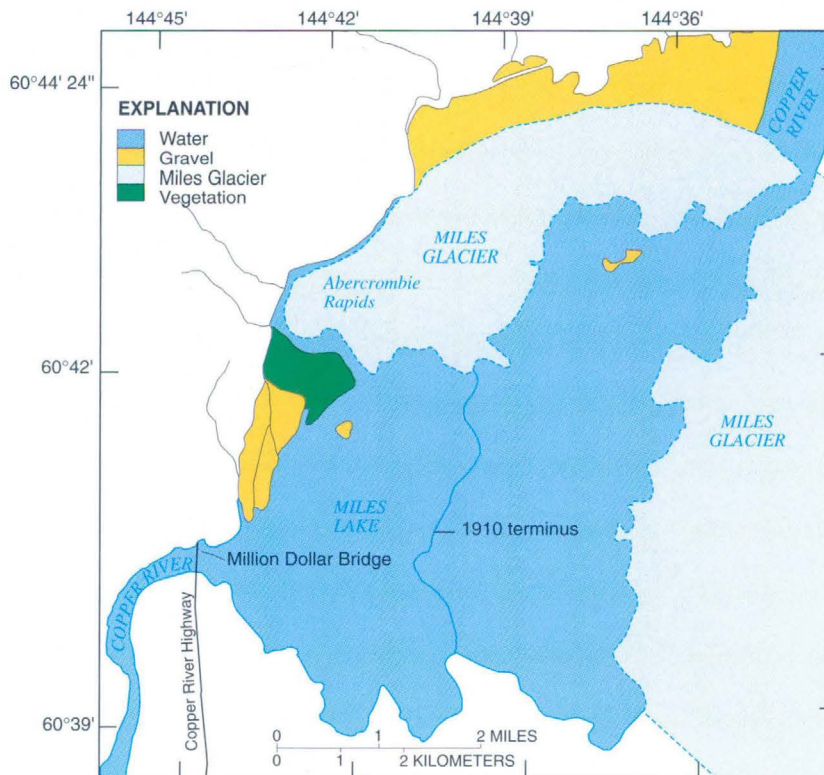 144°45'
144°42
144°39
144°36
60°44' 24"
COPPER
RIVER
EXPLANATION
Water
Gravel
Miles Glacier
Vegetation
MILES
GLACIER
Abercrombie
Rapids
60°42'
MILES
GLACIER
MILES
LAKE
1910 terminus
Million Dollar Bridge
COPPER RIVER
Copper River Highway
60°39'
0 1 2 MILES
0 1 2 KILOMETERS